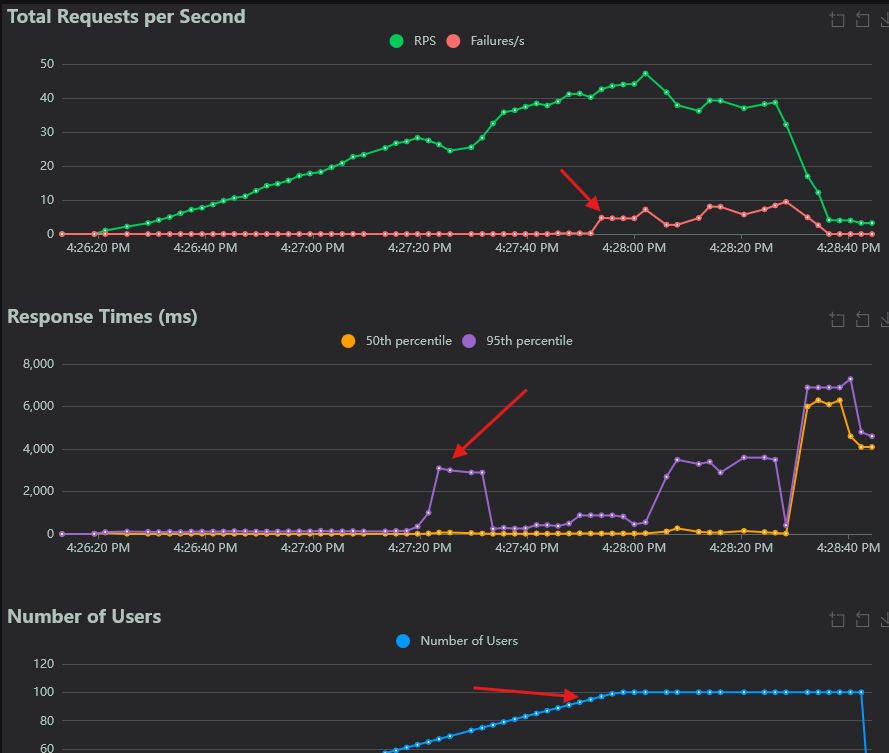 Total Requests per Second
RPS Failures/s
50
40
30
20
10
0
4:26:20 PM 4:26:40 PM 4:27:00 PM 4:27:20 PM 4:27:40 PM 4:28:00 PM 4:28:20 PM 4:28:40 PM
Response Times (ms)
50th percentile 95th percentile
8,000
6,000
4,000
2,000
0
4:26:20 PM 4:26:40 PM 4:27:00 PM 4:27:20 PM 4:27:40 PM 4:28:00 PM 4:28:20 PM 4:28:40 PM
Number of Users
Number of Users
120
100
80
60